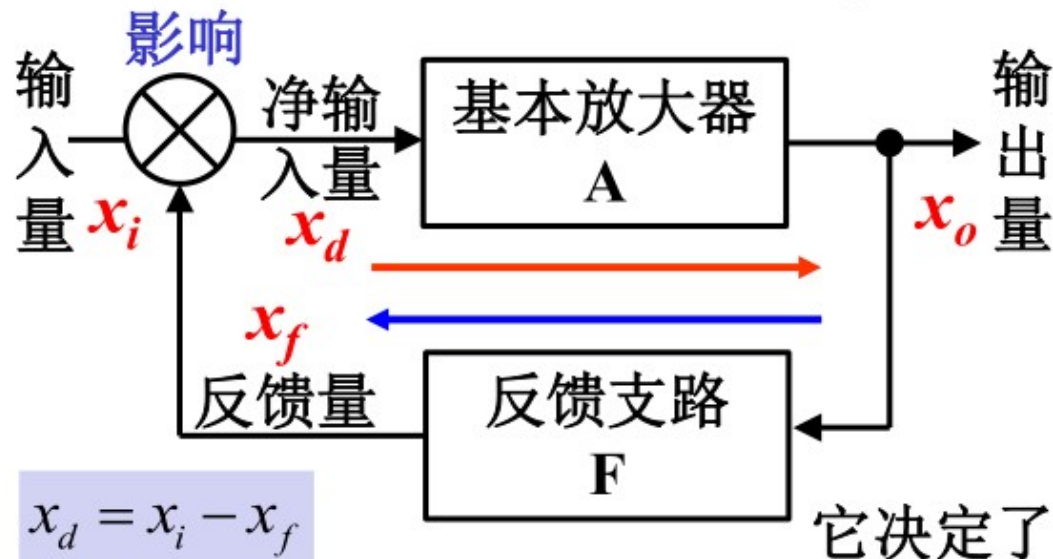 影响
输入量
x_i
净输
入量
x_d
基本放大器
A
输出量
x_o
x_f
反馈量
反馈支路
F
x_d = x_i − x_f
它决定了